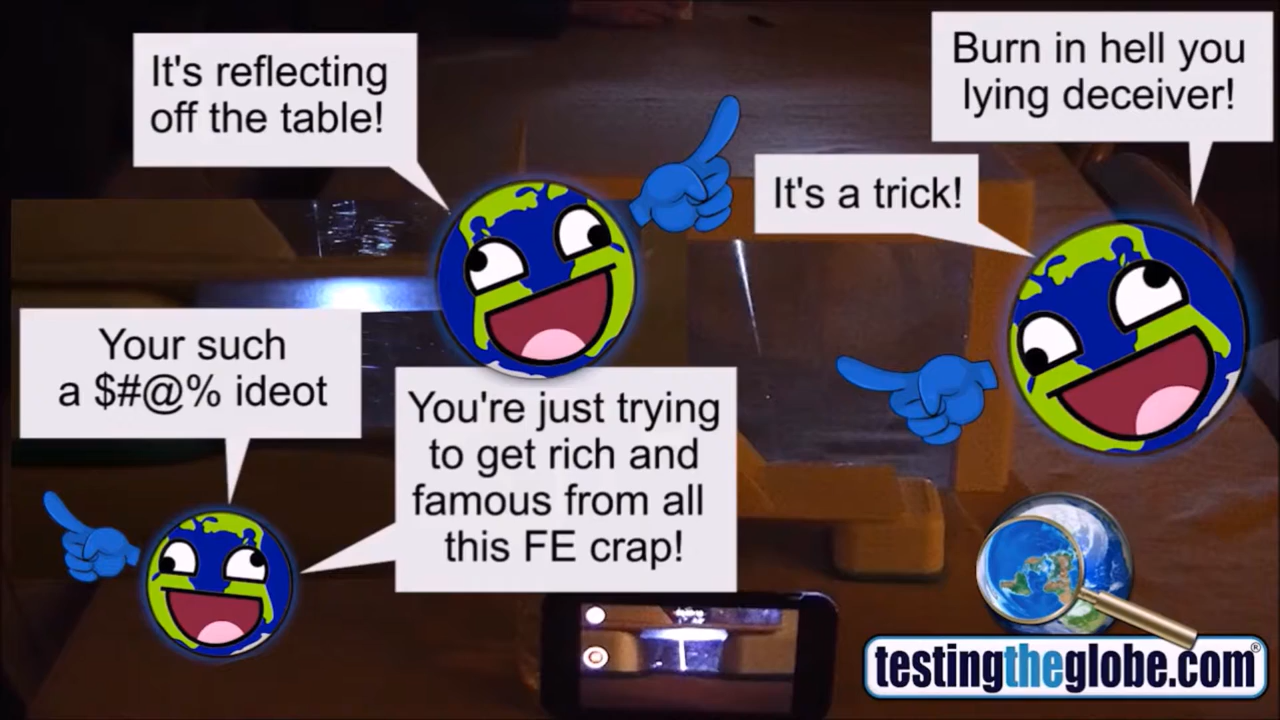 It's reflecting
off the table!
Burn in hell you
lying deceiver!
It's a trick!
Your such
a $#@% ideot
You're just trying
to get rich and
famous from all
this FE crap!
testingtheglobe.com®